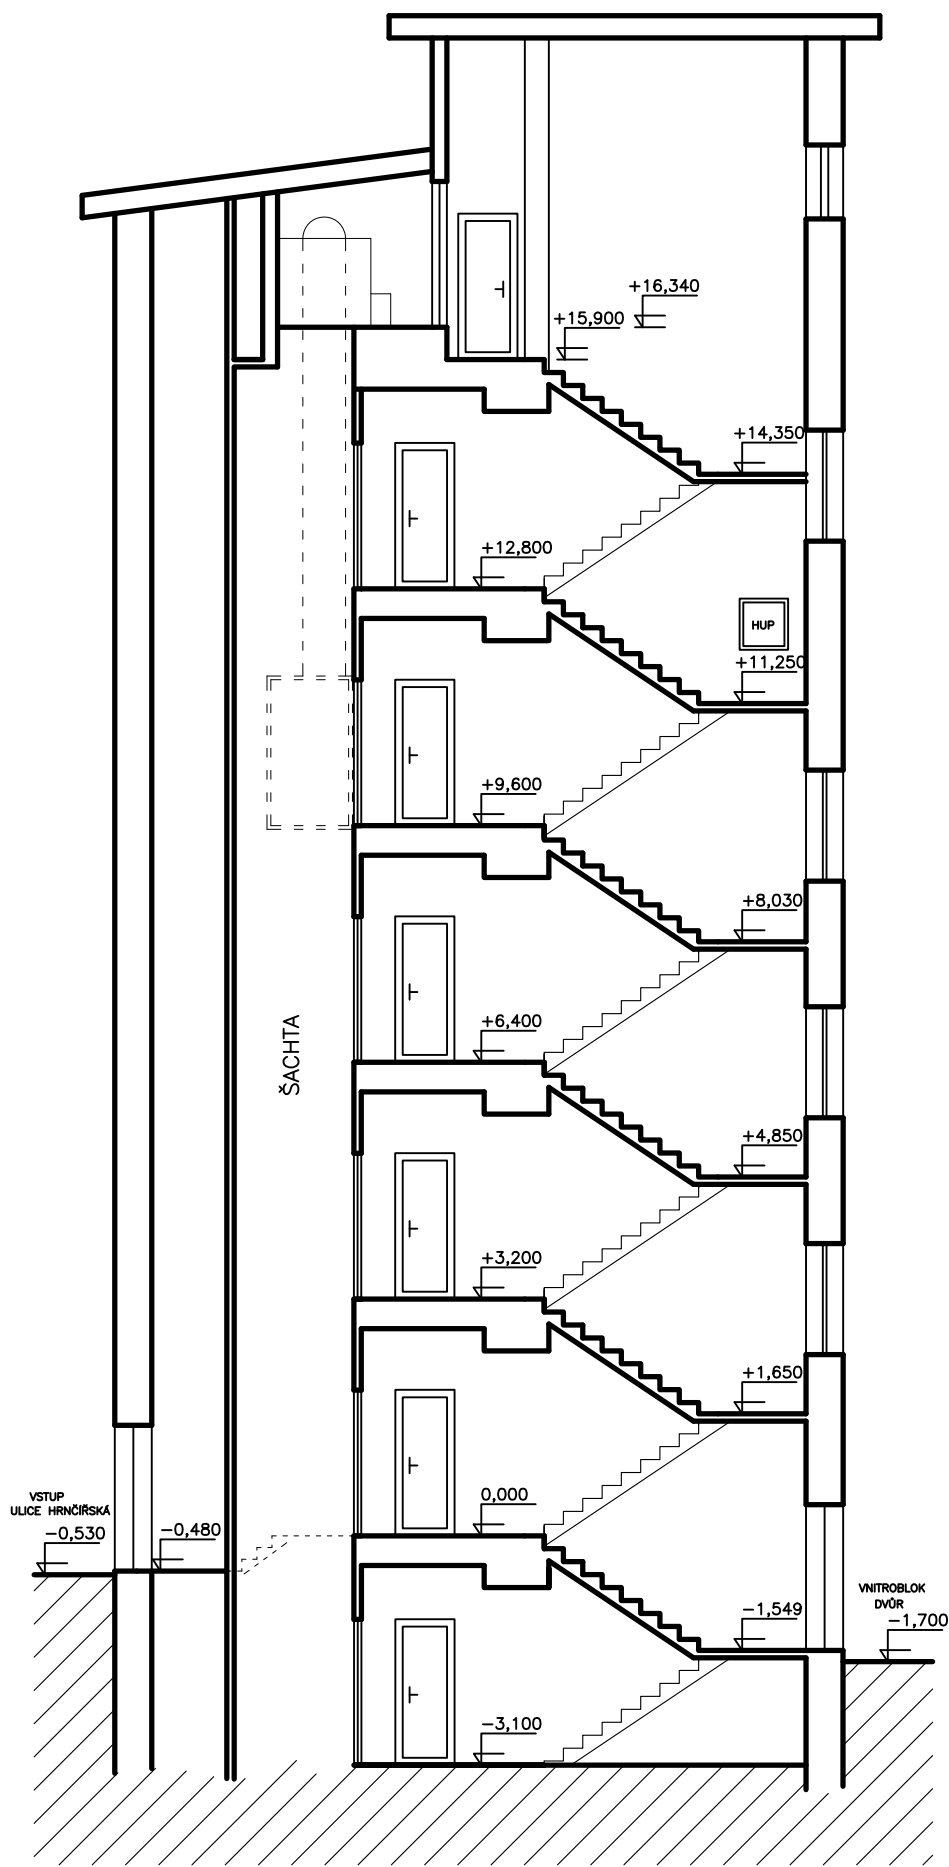 +16,340
+15,900
+14,350
+12,800
HUP
+11,250
+9,600
+8,030
ŠACHTA
+6,400
+4,850
+3,200
+1,650
VSTUP
ULICE HRNČÍŘSKÁ
0,000
-0,530
-0,480
VNITROBLOK
DVŮR
-1,549
-1,700
-3,100